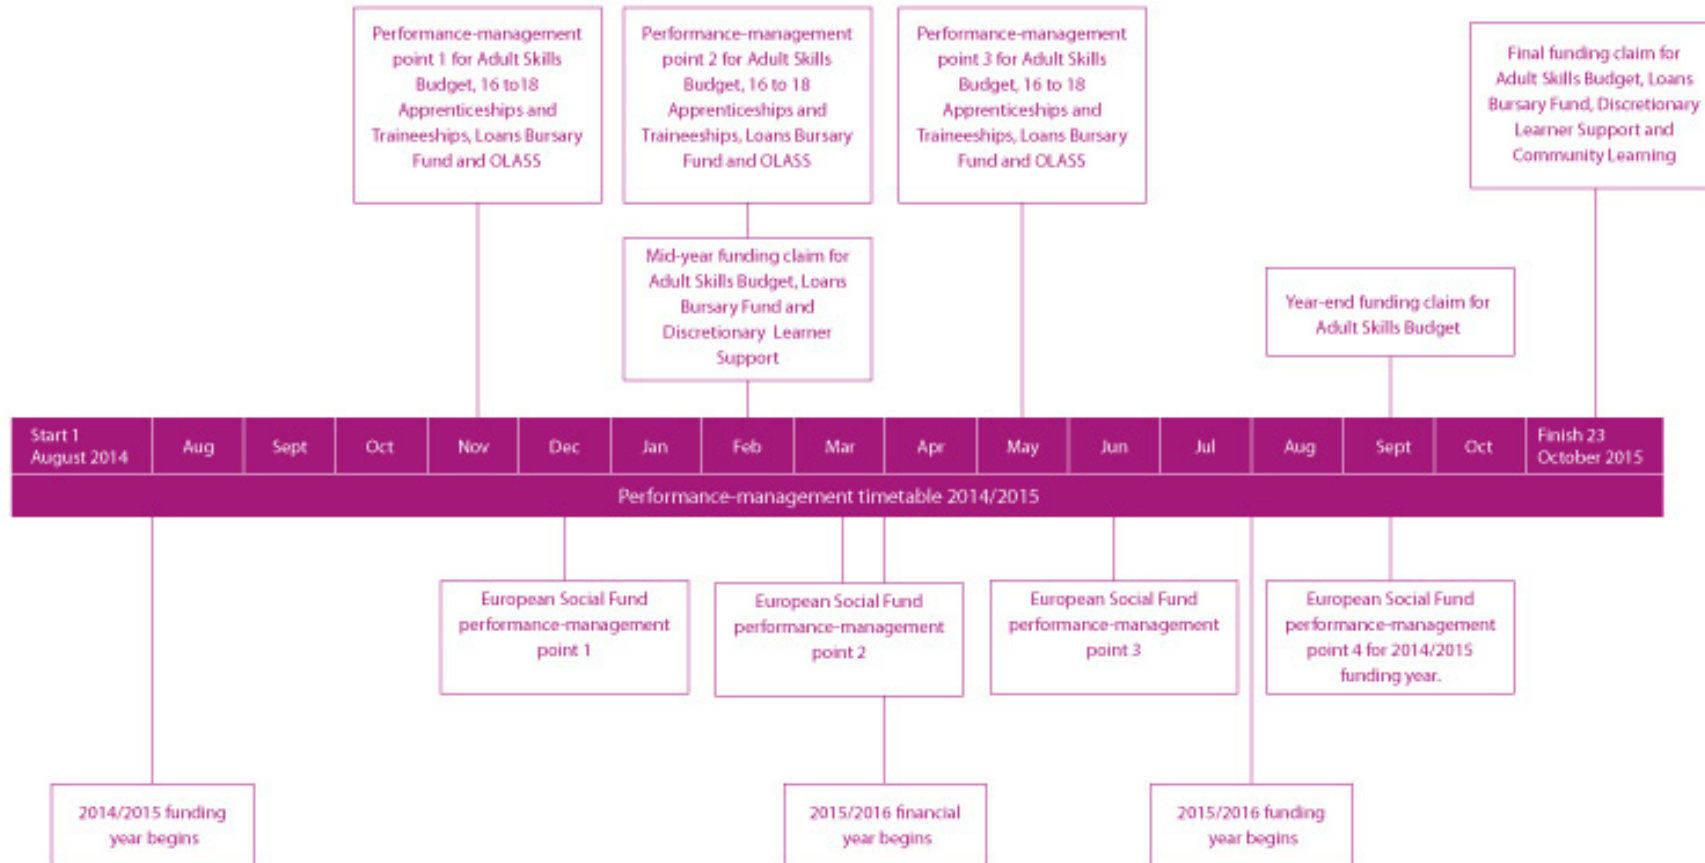 Performance-management
point 1 for Adult Skills
Budget, 16 to18
Apprenticeships and
Traineeships, Loans Bursary
Fund and OLASS
Performance-management
point 2 for Adult Skills
Budget, 16 to 18
Apprenticeships and
Traineeships, Loans Bursary
Fund and OLASS
Performance-management
point 3 for Adult Skills
Budget, 16 to 18
Apprenticeships and
Traineeships, Loans Bursary
Fund and OLASS
Final funding claim for
Adult Skills Budget, Loans
Bursary Fund, Discretionary
Learner Support and
Community Learning
Mid-year funding claim for
Adult Skills Budget, Loans
Bursary Fund and
Discretionary Learner
Support
Year-end funding claim for
Adult Skills Budget
Start 1
August 2014
Aug
Sept
Oct
Nov
Dec
Jan
Feb
Mar
Apr
May
Jun
Jul
Aug
Sept
Oct
Finish 23
October 2015
Performance-management timetable 2014/2015
European Social Fund
performance-management
point 1
European Social Fund
performance-management
point 2
European Social Fund
performance-management
point 3
European Social Fund
performance-management
point 4 for 2014/2015
funding year.
2014/2015 funding
year begins
2015/2016 financial
year begins
2015/2016 funding
year begins